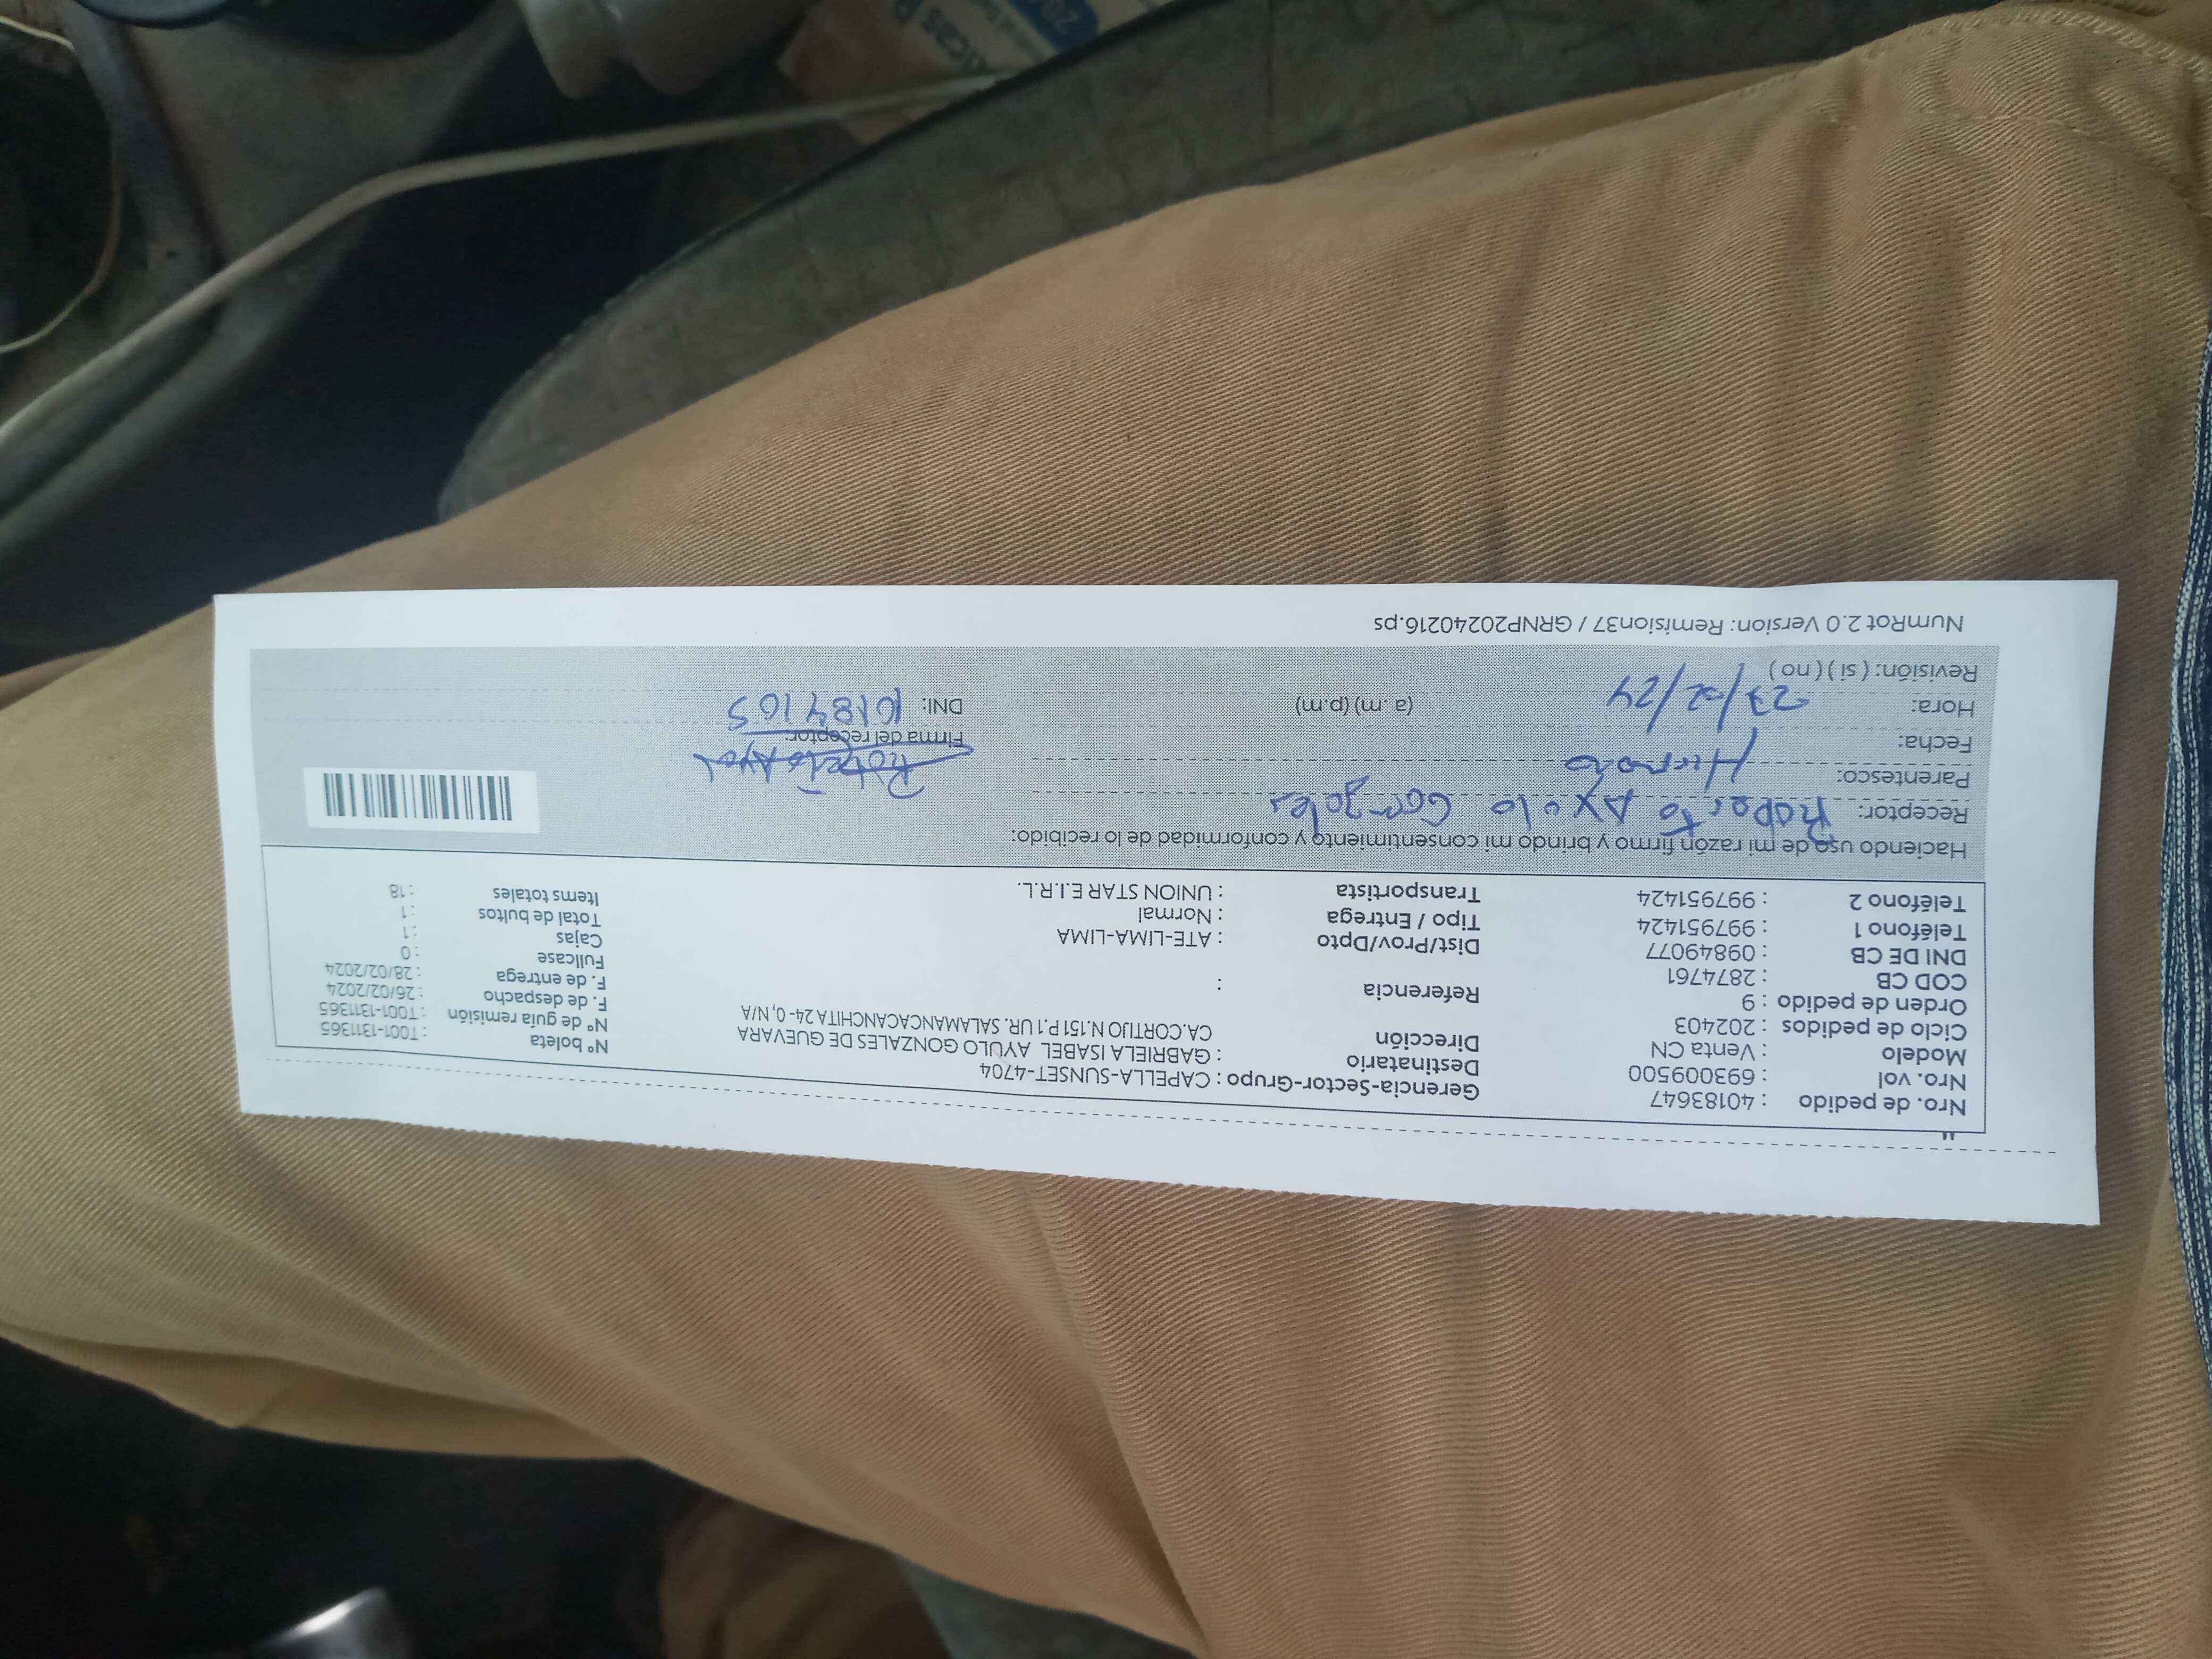 Nro. de pedido : 40183647 Gerencia-Sector-Grupo : CAPELLA-SUNSET-4704 N° boleta : T001-1311365
Nro. vol : 693009500 Destinatario : GABRIELA ISABEL AYULO GONZALES DE GUEVARA N° de guía remisión : T001-1311365
Modelo : Venta CN Dirección CA.CORTIJO N.151 P.1 UR. SALAMANCACANCHITA 24- 0, N/A F. de despacho : 26/02/2024
Ciclo de pedidos : 202403 F. de entrega : 28/02/2024
Orden de pedido : 9 Referencia : Fullcase : 0
COD CB : 2874761 Cajas : 1
DNI DE CB : 09849077 Dist/Prov/Dpto : ATE-LIMA-LIMA Total de bultos : 1
Teléfono 1 : 997951424 Tipo / Entrega : Normal Items totales : 18
Teléfono 2 : 997951424 Transportista : UNION STAR E.I.R.L.
Haciendo uso de mi razón firmo y brindo mi consentimiento y conformidad de lo recibido:
Receptor: Roberto Ayulo Gonzales
Parentesco: Hermano
Fecha: Firma del receptor: Roberto Ayul
Hora: 27/02/24 (a .m) (p.m) DNI: 10187105
Revisión: ( si ) ( no )
NumRot 2.0 Version: Remision37 / GRNP20240216.ps